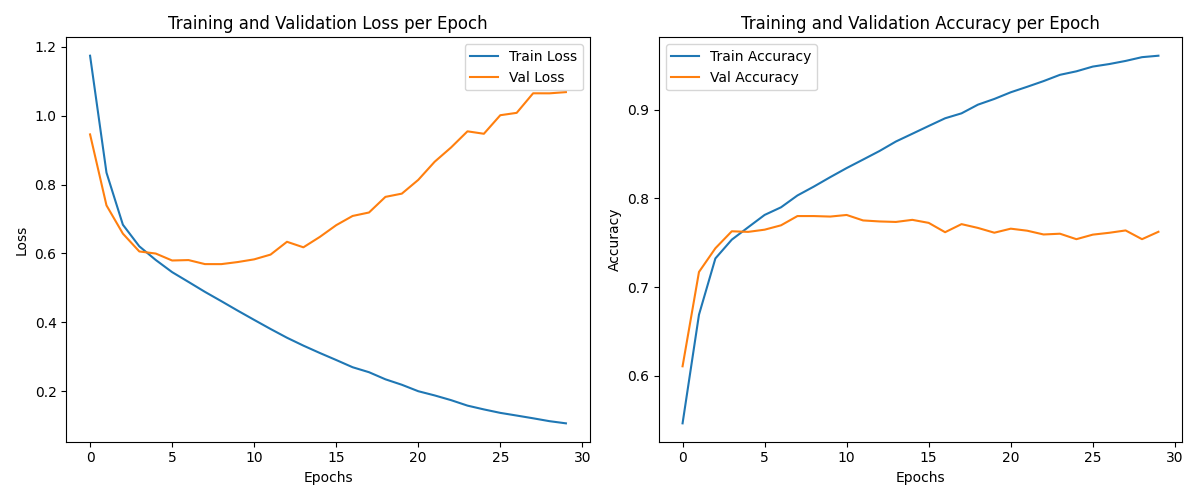 Training and Validation Loss per Epoch
1.2
1.0
0.8
0.6
0.4
0.2
Loss
0 5 10 15 20 25 30
Epochs
Train Loss
Val Loss
Training and Validation Accuracy per Epoch
0.9
0.8
0.7
0.6
Accuracy
0 5 10 15 20 25 30
Epochs
Train Accuracy
Val Accuracy